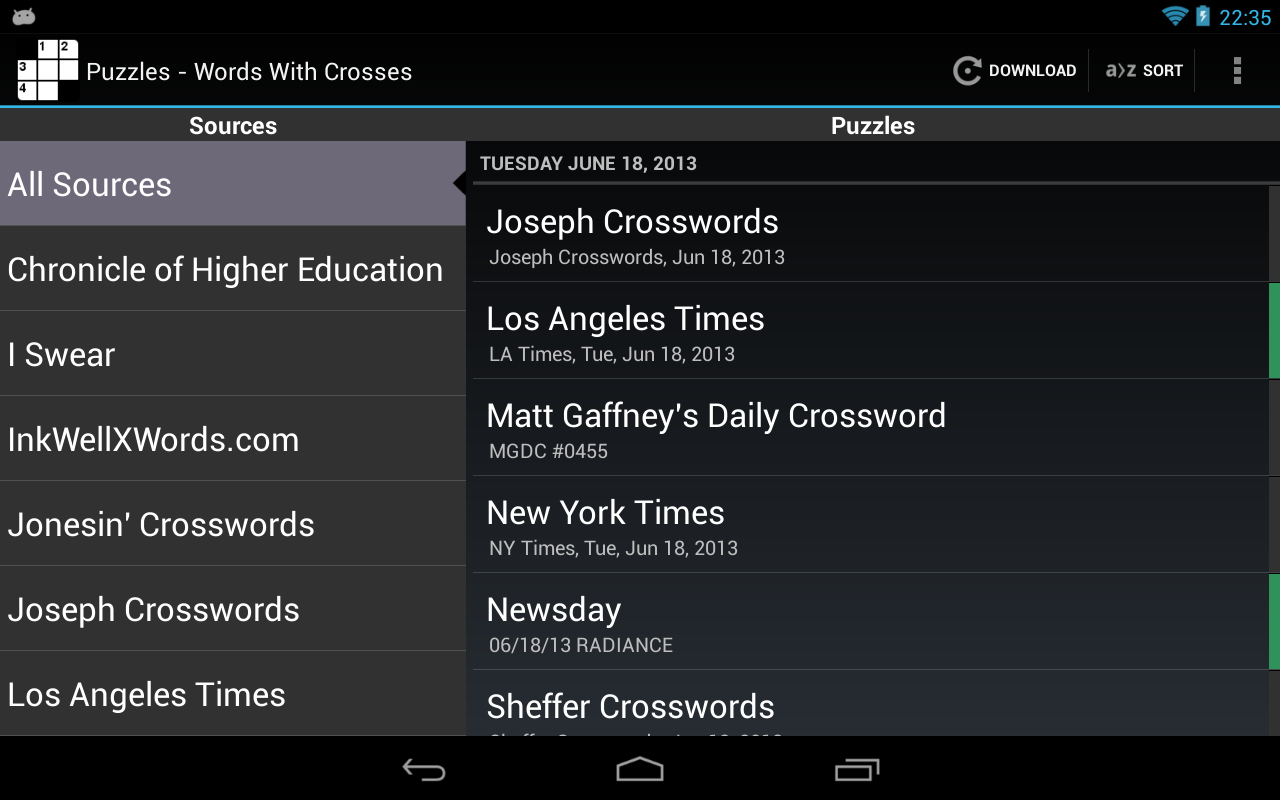 22:35
1 2
3
4
Puzzles - Words With Crosses
DOWNLOAD
a>z SORT
Sources
Puzzles
All Sources
Chronicle of Higher Education
I Swear
InkWellXWords.com
Jonesin' Crosswords
Joseph Crosswords
Los Angeles Times
TUESDAY JUNE 18, 2013
Joseph Crosswords
Joseph Crosswords, Jun 18, 2013
Los Angeles Times
LA Times, Tue, Jun 18, 2013
Matt Gaffney's Daily Crossword
MGDC #0455
New York Times
NY Times, Tue, Jun 18, 2013
Newsday
06/18/13 RADIANCE
Sheffer Crosswords